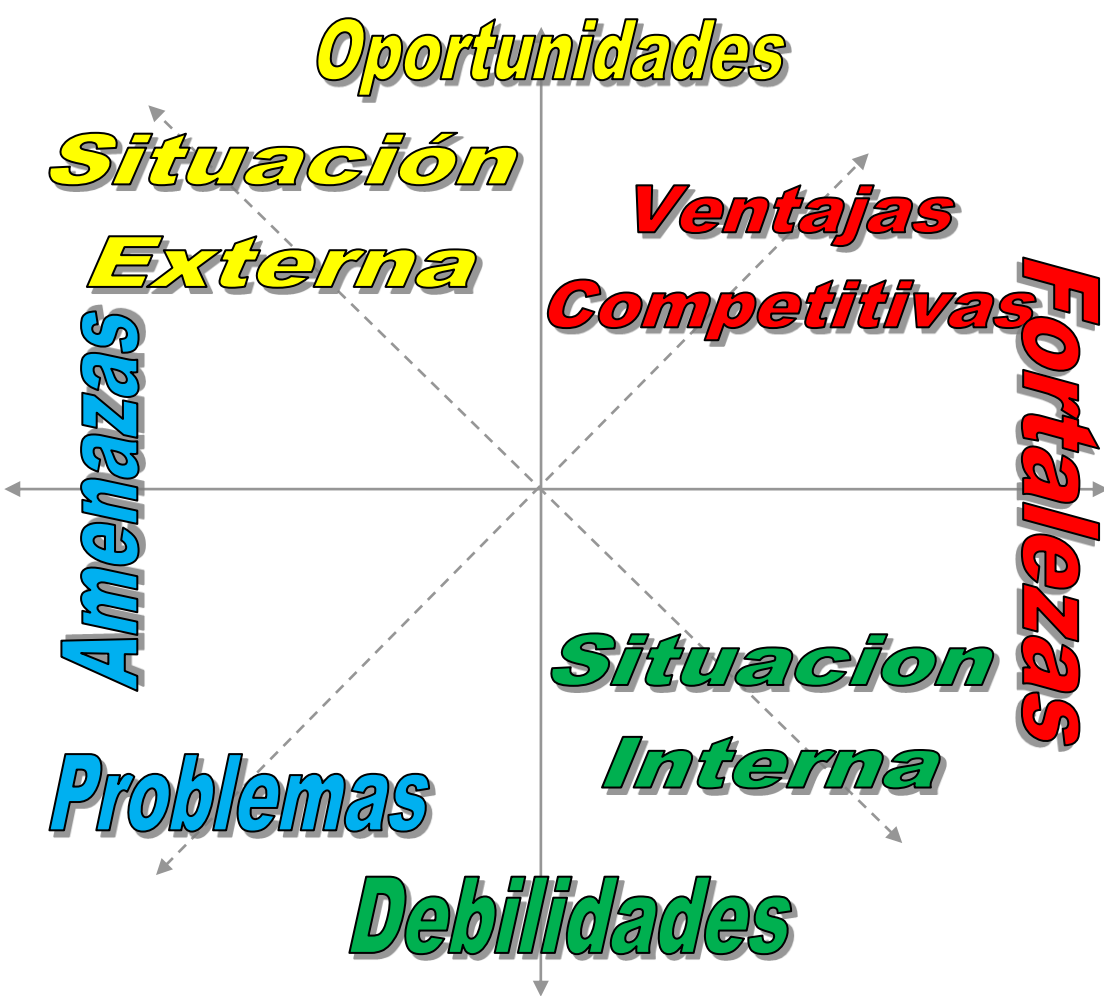 Oportunidades
Situación
Externa
Ventajas
Competitivas
Amenazas
Fortalezas
Situacion
Interna
Problemas
Debilidades